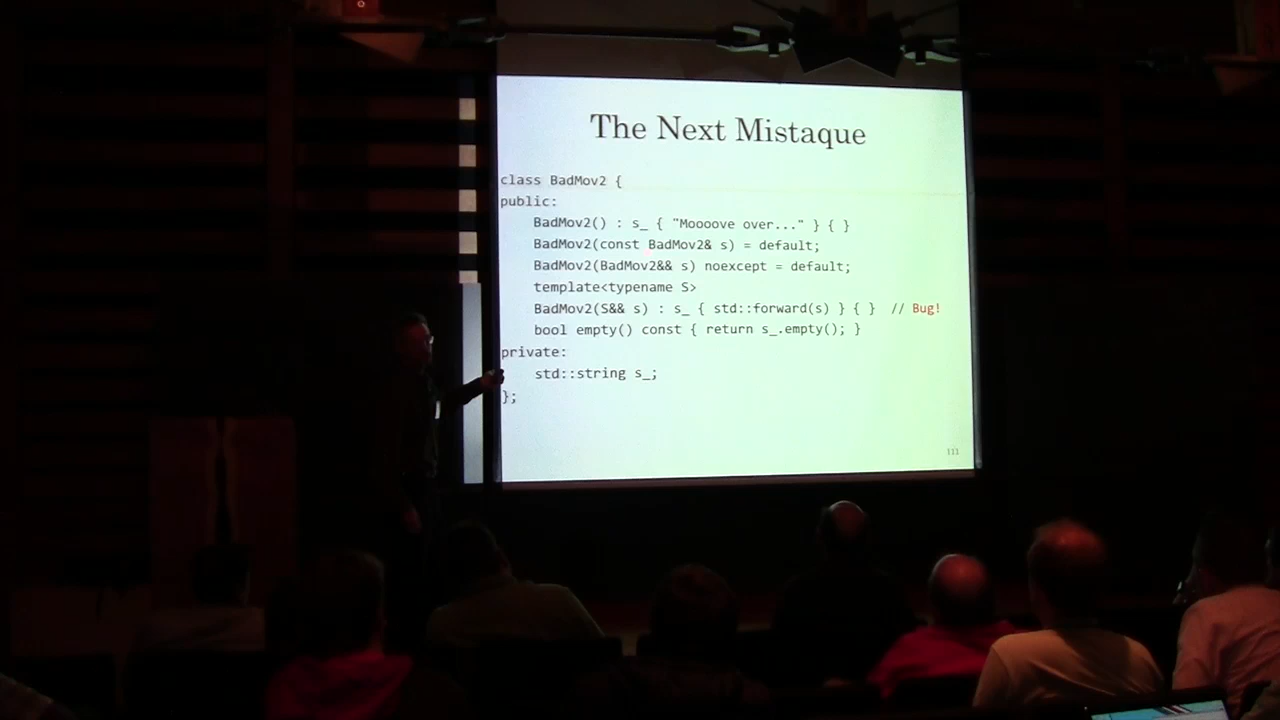 The Next Mistaque
class BadMov2 {
public:
BadMov2() : s_ { "Moooove over..." } { }
BadMov2(const BadMov2& s) = default;
BadMov2(BadMov2&& s) noexcept = default;
template<typename S>
BadMov2(S&& s) : s_ { std::forward(s) } { } // Bug!
bool empty() const { return s_.empty(); }
private:
std::string s_;
};
111